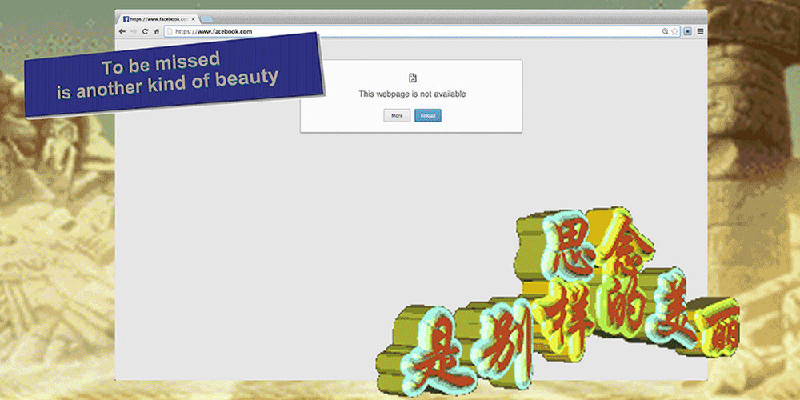 https://www.facebook.com
https://www.facebook.com
To be missed
is another kind of beauty
This webpage is not available
More
Reload
思念
是别样的美丽